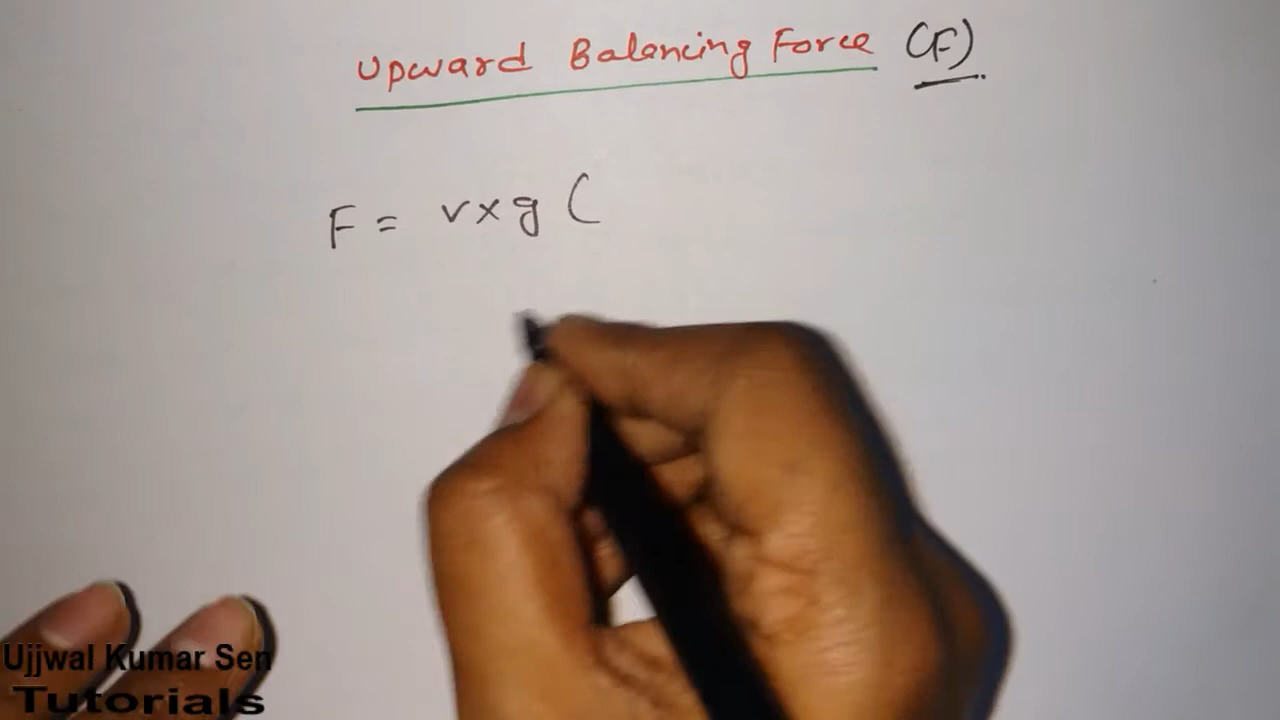 Upward Balancing Force (F)
F = v x g (
Ujjwal Kumar Sen
Tutorials